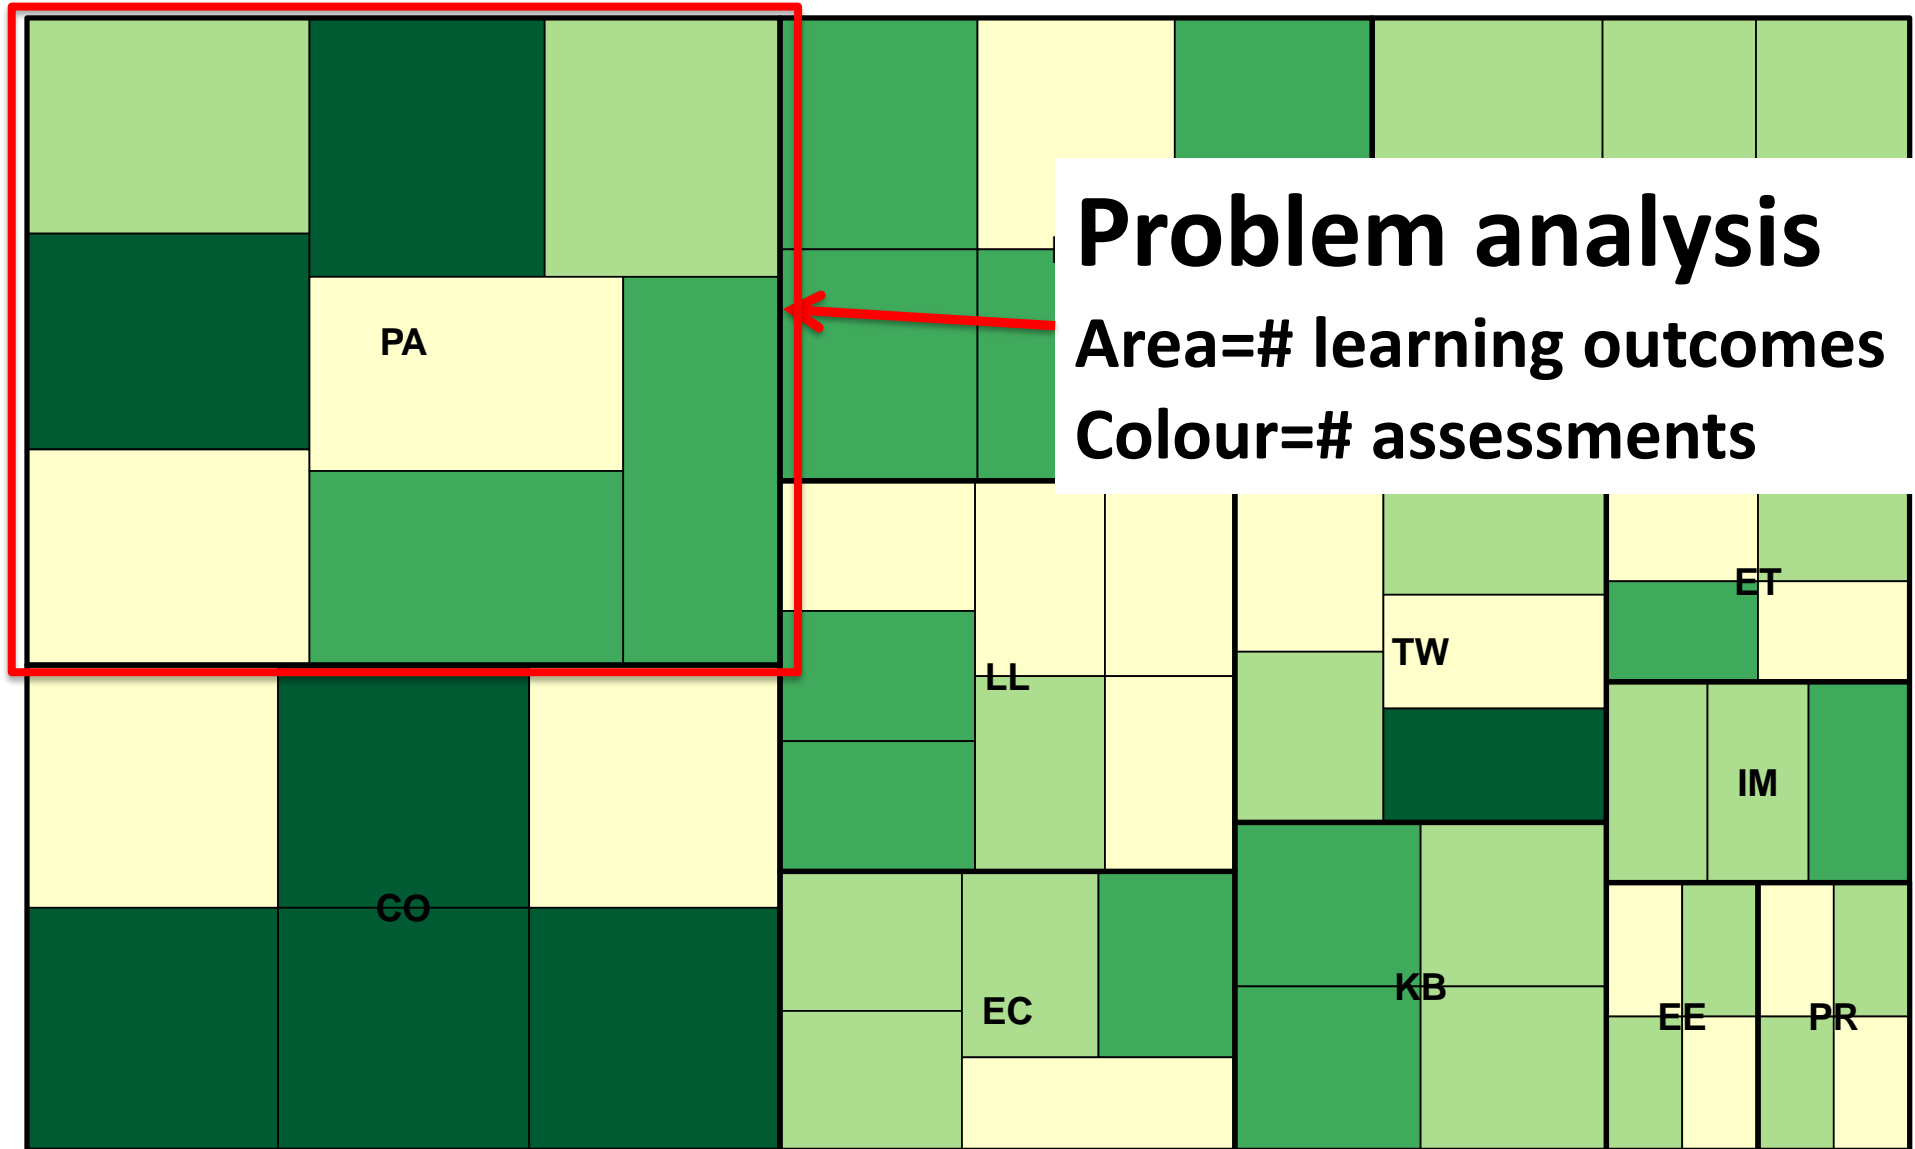 Problem analysis
Area=# learning outcomes
Colour=# assessments
PA
ET
TW
LL
IM
CO
KB
EC
EE
PR